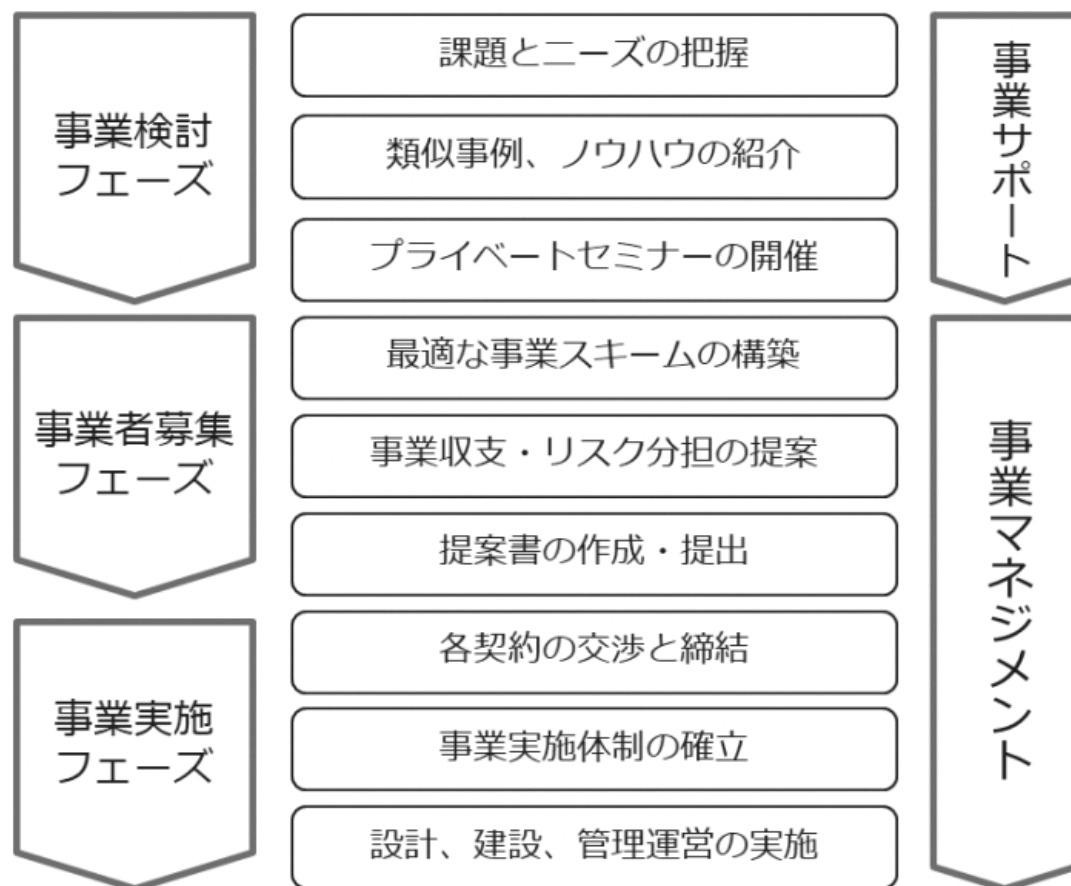 事業検討
フェーズ
課題とニーズの把握
類似事例、ノウハウの紹介
プライベートセミナーの開催
事業サポート
事業者募集
フェーズ
最適な事業スキームの構築
事業収支・リスク分担の提案
提案書の作成・提出
事業実施
フェーズ
各契約の交渉と締結
事業実施体制の確立
設計、建設、管理運営の実施
事業マネジメント